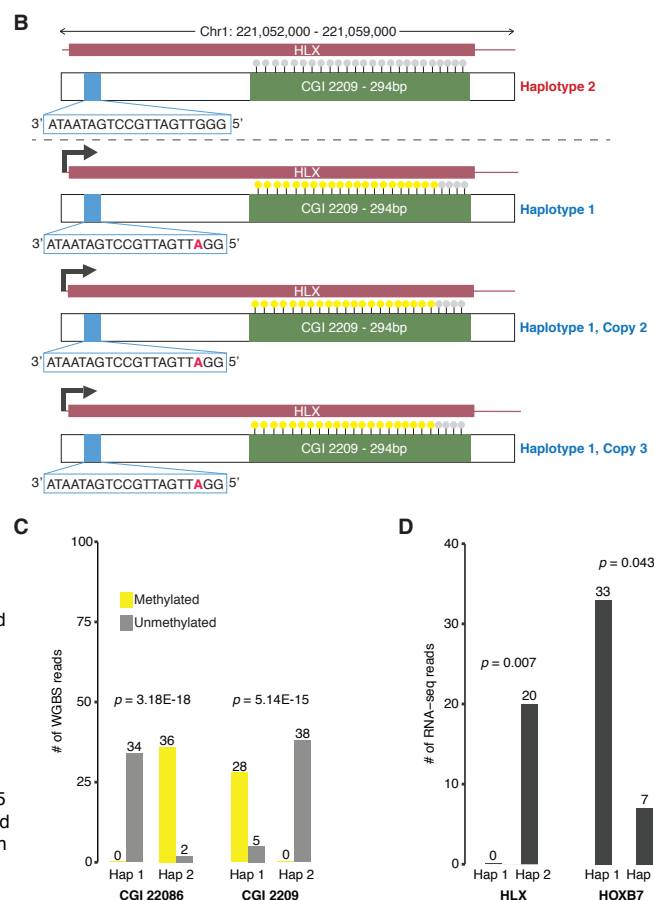 B
Chr1: 221,052,000 - 221,059,000
HLX
CGI 2209 - 294bp
Haplotype 2
3' ATAATAGTCCGTTAGTTGGG 5'
HLX
CGI 2209 - 294bp
Haplotype 1
3' ATAATAGTCCGTTAGTTAGG 5'
HLX
CGI 2209 - 294bp
Haplotype 1, Copy 2
3' ATAATAGTCCGTTAGTTAGG 5'
HLX
CGI 2209 - 294bp
Haplotype 1, Copy 3
3' ATAATAGTCCGTTAGTTAGG 5'
C
# of WGBS reads
100
75
50
25
0
Methylated
Unmethylated
p = 3.18E-18
p = 5.14E-15
0
34
36
2
28
5
0
38
Hap 1
Hap 2
Hap 1
Hap 2
CGI 22086
CGI 2209
D
# of RNA-seq reads
40
30
20
10
0
p = 0.007
p = 0.043
0
20
33
7
Hap 1
Hap 2
Hap 1
Hap
HLX
HOXB7
5